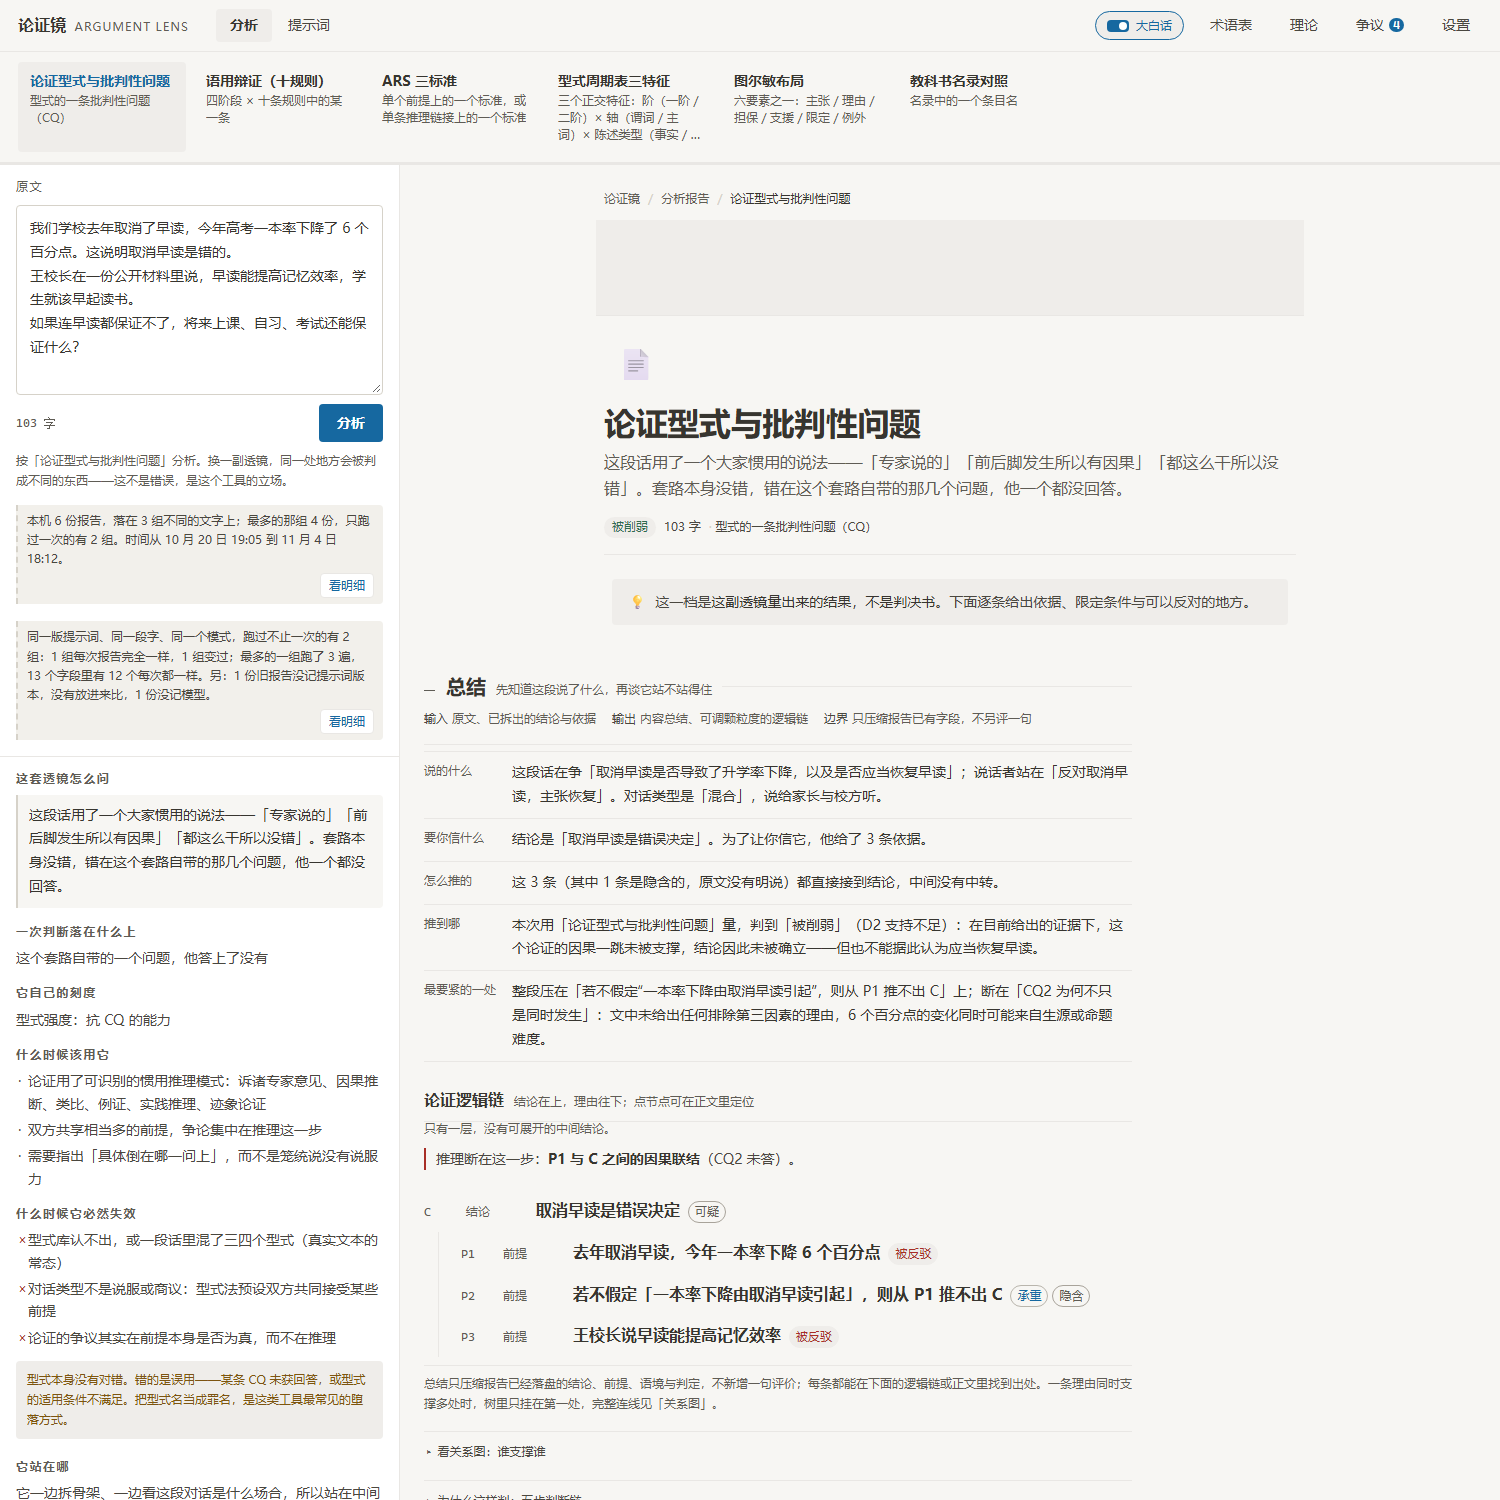 论证镜 ARGUMENT LENS 分析 提示词 大白话 术语表 理论 争议 4 设置
论证型式与批判性问题
型式的一条批判性问题
（CQ）
语用辩证（十规则）
四阶段 × 十条规则中的某
一条
ARS 三标准
单个前提上的一个标准，或
单条推理链接上的一个标准
型式周期表三特征
三个正交特征：阶（一阶 /
二阶）× 轴（谓词 / 主
词）× 陈述类型（事实 / ...
图尔敏布局
六要素之一：主张 / 理由 /
担保 / 支援 / 限定 / 例外
教科书名录对照
名录中的一个条目名
原文
我们学校去年取消了早读，今年高考一本率下降了 6 个
百分点。这说明取消早读是错的。
王校长在一份公开材料里说，早读能提高记忆效率，学
生就该早起读书。
如果连早读都保证不了，将来上课、自习、考试还能保
证什么？
103 字
分析
按「论证型式与批判性问题」分析。换一副透镜，同一处地方会被判
成不同的东西——这不是错误，是这个工具的立场。
本机 6 份报告，落在 3 组不同的文字上；最多的那组 4 份，只跑
过一次的有 2 组。时间从 10 月 20 日 19:05 到 11 月 4 日
18:12。
看明细
同一版提示词、同一段字、同一个模式，跑过不止一次的有 2
组：1 组每次报告完全一样，1 组变过；最多的一组跑了 3 遍，
13 个字段里有 12 个每次都一样。另：1 份旧报告没记提示词版
本，没有放进来比，1 份没记模型。
看明细
这套透镜怎么问
这段话用了一个大家惯用的说法——「专家说的」「前
后脚发生所以有因果」「都这么干所以没错」。套路本
身没错，错在这个套路自带的那几个问题，他一个都没
回答。
一次判断落在什么上
这个套路自带的一个问题，他答上了没有
它自己的刻度
型式强度：抗 CQ 的能力
什么时候该用它
· 论证用了可识别的惯用推理模式：诉诸专家意见、因果推
断、类比、例证、实践推理、迹象论证
· 双方共享相当多的前提，争论集中在推理这一步
· 需要指出「具体倒在哪一问上」，而不是笼统说没有说服
力
什么时候它必然失效
× 型式库认不出，或一段话里混了三四个型式（真实文本的
常态）
× 对话类型不是说服或商议：型式法预设双方共同接受某些
前提
× 论证的争议其实在前提本身是否为真，而不在推理
型式本身没有对错。错的是误用——某条 CQ 未获回答，或型式
的适用条件不满足。把型式名当成罪名，是这类工具最常见的堕
落方式。
它站在哪
它一边拆骨架、一边看这段对话是什么场合，所以站在中间
论证镜 / 分析报告 / 论证型式与批判性问题
论证型式与批判性问题
这段话用了一个大家惯用的说法——「专家说的」「前后脚发生所以有因果」「都这么干所以没
错」。套路本身没错，错在这个套路自带的那几个问题，他一个都没回答。
被削弱 103 字 · 型式的一条批判性问题（CQ）
这一档是这副透镜量出来的结果，不是判决书。下面逐条给出依据、限定条件与可以反对的地方。
— 总结 先知道这段说了什么，再谈它站不站得住
输入 原文、已拆出的结论与依据 输出 内容总结、可调颗粒度的逻辑链 边界 只压缩报告已有字段，不另评一句
说的什么 这段话在争「取消早读是否导致了升学率下降，以及是否应当恢复早读」；说话者站在「反对取消早
读，主张恢复」。对话类型是「混合」，说给家长与校方听。
要你信什么 结论是「取消早读是错误决定」。为了让你信它，他给了 3 条依据。
怎么推的 这 3 条（其中 1 条是隐含的，原文没有明说）都直接接到结论，中间没有中转。
推到哪 本次用「论证型式与批判性问题」量，判到「被削弱」（D2 支持不足）：在目前给出的证据下，这
个论证的因果一跳未被支撑，结论因此未被确立——但也不能据此认为应当恢复早读。
最要紧的一处 整段压在「若不假定“一本率下降由取消早读引起”，则从 P1 推不出 C」上；断在「CQ2 为何不只
是同时发生」：文中未给出任何排除第三因素的理由，6 个百分点的变化同时可能来自生源或命题
难度。
论证逻辑链 结论在上，理由往下；点节点可在正文里定位
只有一层，没有可展开的中间结论。
推理断在这一步：P1 与 C 之间的因果联结（CQ2 未答）。
C 结论 取消早读是错误决定 可疑
P1 前提 去年取消早读，今年一本率下降 6 个百分点 被反驳
P2 前提 若不假定「一本率下降由取消早读引起」，则从 P1 推不出 C 承重 隐含
P3 前提 王校长说早读能提高记忆效率 被反驳
总结只压缩报告已经落盘的结论、前提、语境与判定，不新增一句评价；每条都能在下面的逻辑链或正文里找到出处。一条理由同时支
撑多处时，树里只挂在第一处，完整连线见「关系图」。
▸ 看关系图：谁支撑谁
为什么这样判：五步判断链